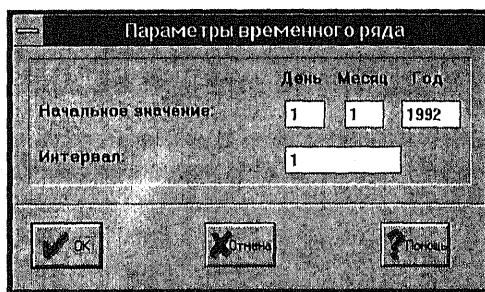 Параметры временного ряда
День Месяц Год
Начальное значение: 1 1 1992
Интервал: 1
OK Отмена Помощь